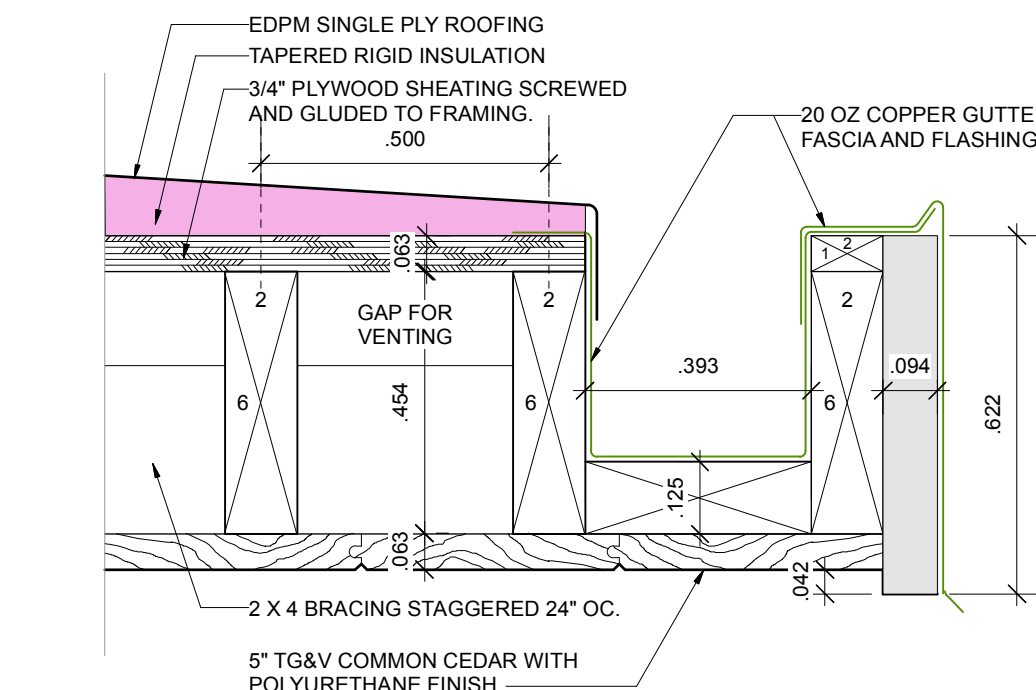 EDPM SINGLE PLY ROOFING
TAPERED RIGID INSULATION
3/4" PLYWOOD SHEATING SCREWED
AND GLUDED TO FRAMING.
.500
20 OZ COPPER GUTTE
FASCIA AND FLASHING
.063
2
2
1
2
2
GAP FOR
VENTING
.393
.094
.454
6
6
6
.622
.125
.063
.042
2 X 4 BRACING STAGGERED 24" OC.
5" TG&V COMMON CEDAR WITH
POLYURETHANE FINISH